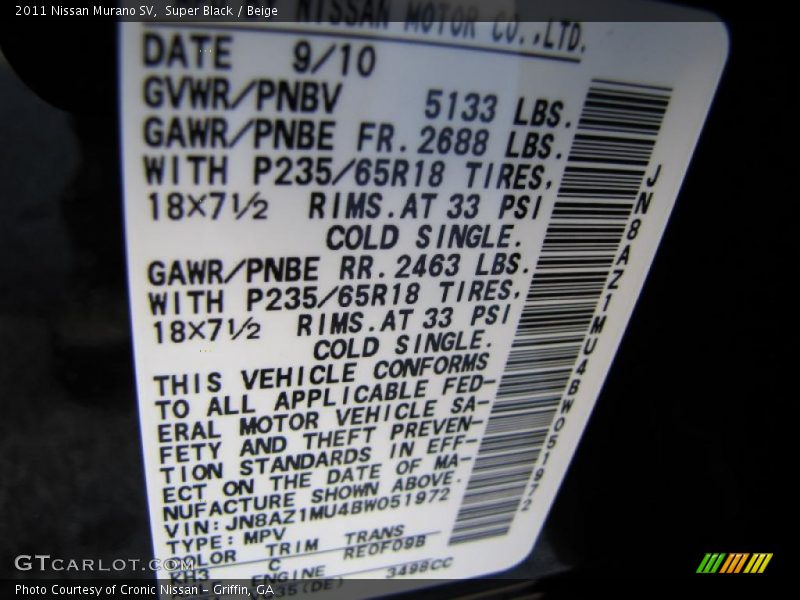 2011 Nissan Murano SV, Super Black / Beige
NISSAN MOTOR CO.,LTD.
DATE 9/10
GVWR/PNBV 5133 LBS.
GAWR/PNBE FR. 2688 LBS.
WITH P235/65R18 TIRES,
18×7½ RIMS. AT 33 PSI
COLD SINGLE.
GAWR/PNBE RR. 2463 LBS.
WITH P235/65R18 TIRES,
18×7½ RIMS. AT 33 PSI
COLD SINGLE.
THIS VEHICLE CONFORMS
TO ALL APPLICABLE FED-
ERAL MOTOR VEHICLE SA-
FETY AND THEFT PREVEN-
TION STANDARDS IN EFF-
ECT ON THE DATE OF MA-
NUFACTURE SHOWN ABOVE.
VIN:JN8AZ1MU4BW051972
TYPE:MPV
COLOR TRIM TRANS
KH3 C RE0F09B
ENGINE 3498CC
JN8AZ1MU4BW051972
GTCARLOT.COM
Photo Courtesy of Cronic Nissan - Griffin, GA